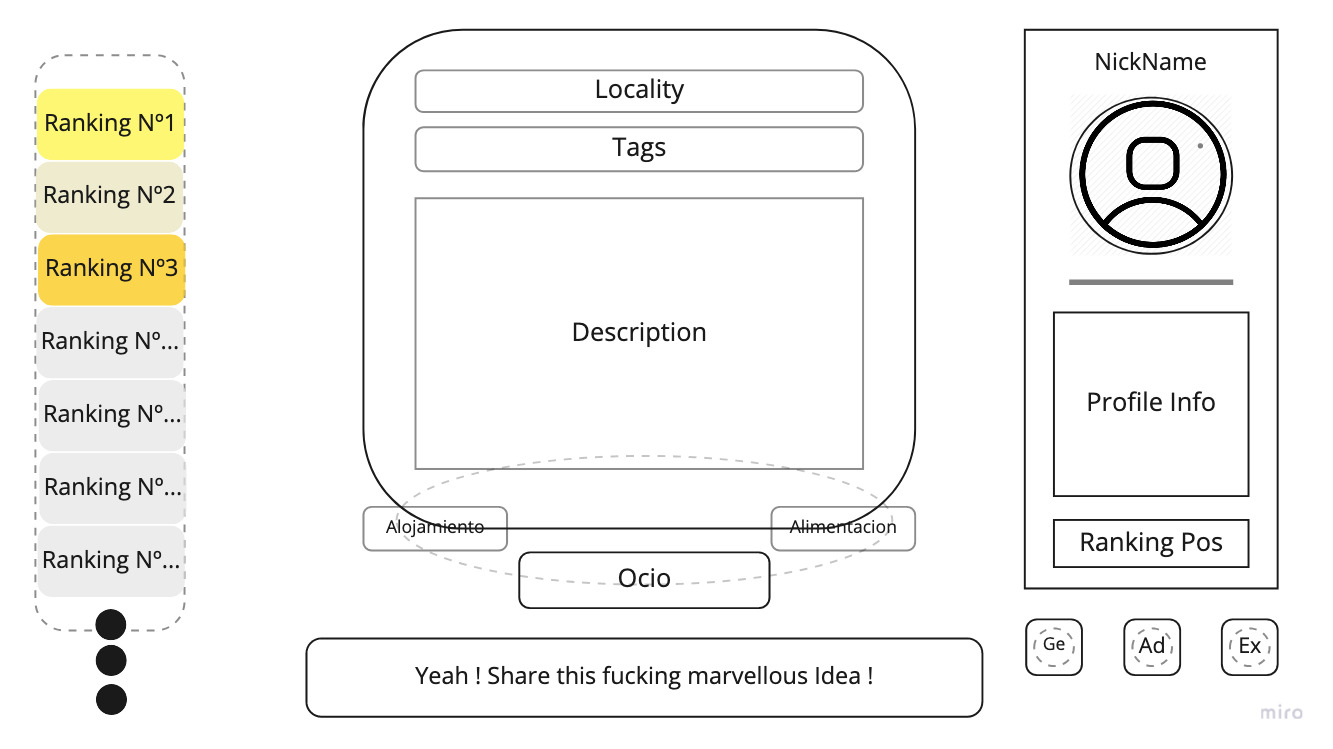 Ranking Nº1
Ranking Nº2
Ranking Nº3
Ranking Nº...
Ranking Nº...
Ranking Nº...
Ranking Nº...
Locality
Tags
Description
Alojamiento
Alimentacion
Ocio
Yeah ! Share this fucking marvellous Idea !
NickName
Profile Info
Ranking Pos
Ge
Ad
Ex
miro